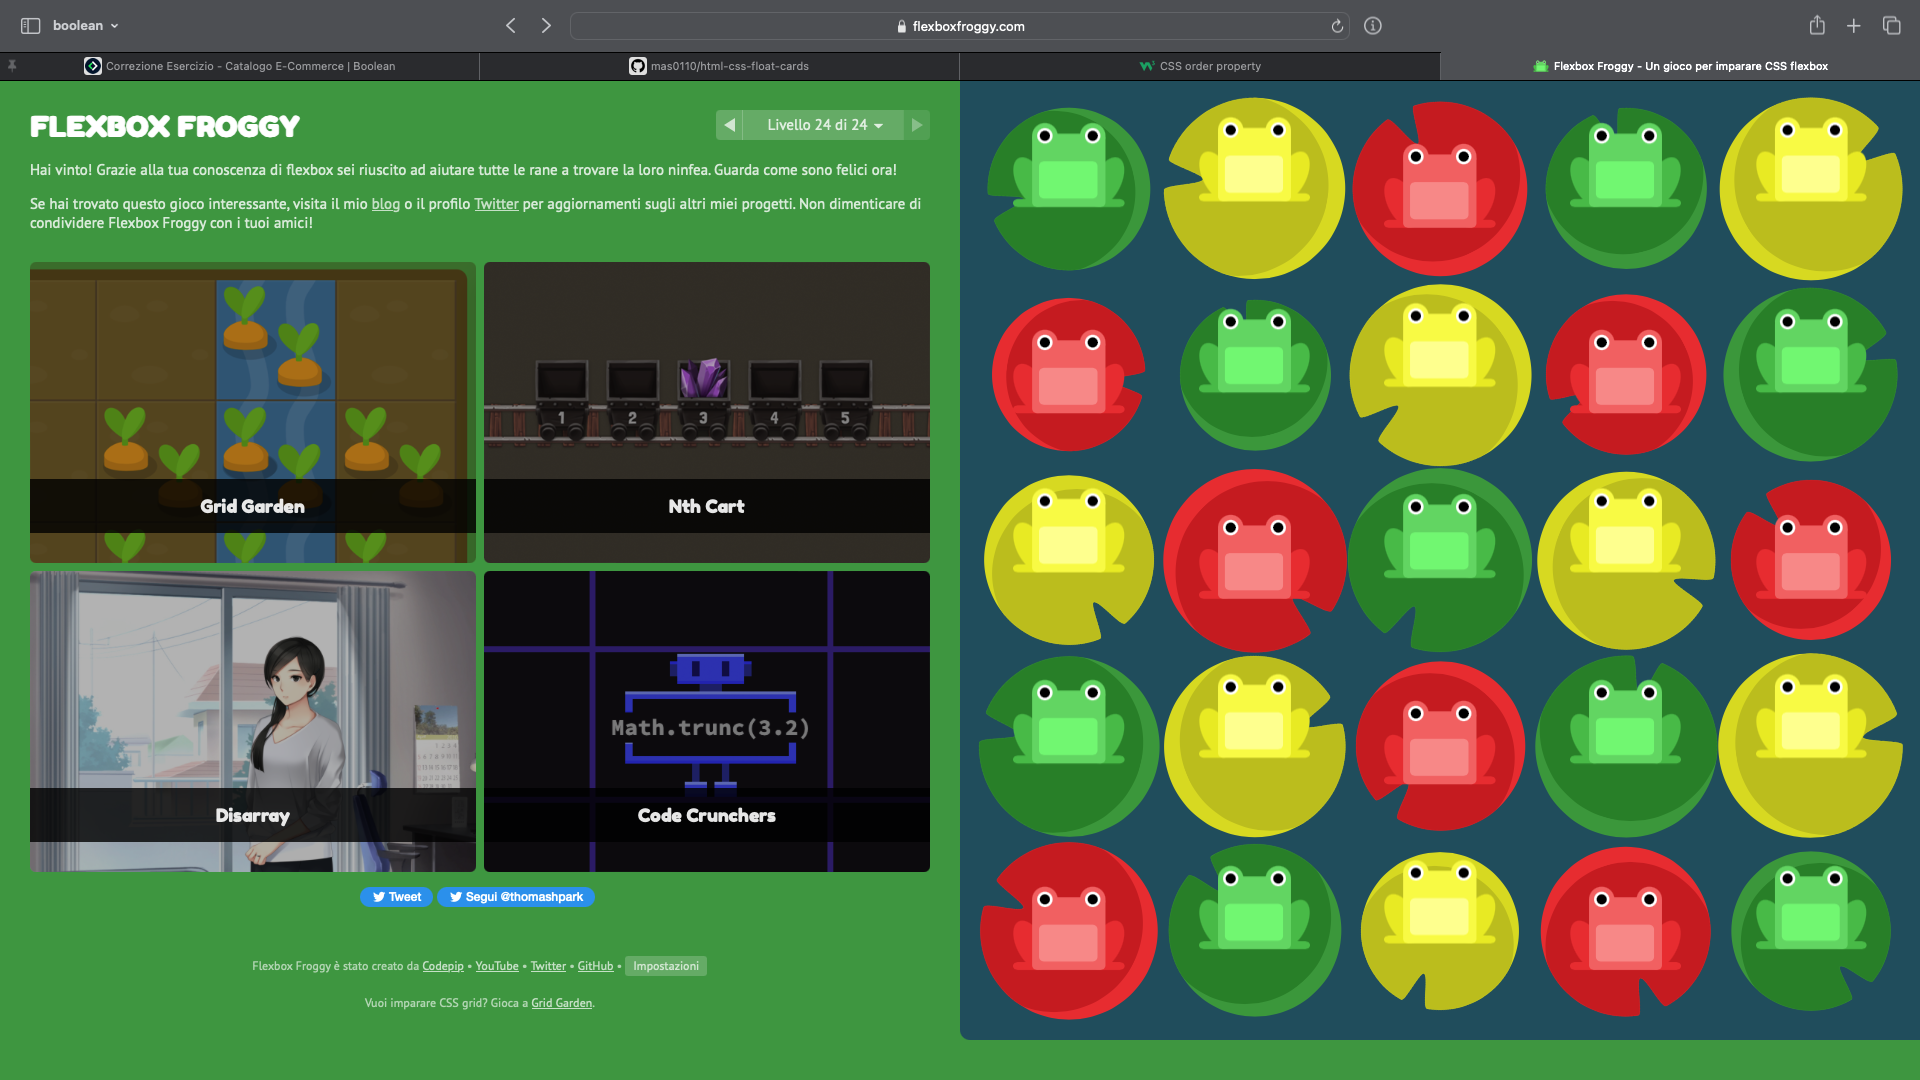 boolean
flexboxfroggy.com
Correzione Esercizio - Catalogo E-Commerce | Boolean
mas0110/html-css-float-cards
CSS order property
Flexbox Froggy - Un gioco per imparare CSS flexbox
FLEXBOX FROGGY
Livello 24 di 24
Hai vinto! Grazie alla tua conoscenza di flexbox sei riuscito ad aiutare tutte le rane a trovare la loro ninfea. Guarda come sono felici ora!
Se hai trovato questo gioco interessante, visita il mio blog o il profilo Twitter per aggiornamenti sugli altri miei progetti. Non dimenticare di
condividere Flexbox Froggy con i tuoi amici!
1 2 3 4 5
Grid Garden
Nth Cart
Math.trunc(3.2)
Disarray
Code Crunchers
Tweet
Segui @thomashpark
Flexbox Froggy è stato creato da Codepip • YouTube • Twitter • GitHub • Impostazioni
Vuoi imparare CSS grid? Gioca a Grid Garden.